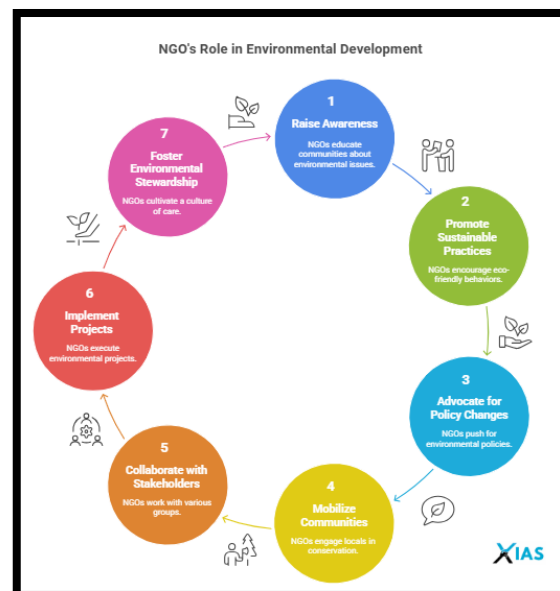 NGO's Role in Environmental Development
1
Raise Awareness
NGOs educate communities about
environmental issues.
2
Promote
Sustainable
Practices
NGOs encourage eco-
friendly behaviors.
3
Advocate for
Policy Changes
NGOs push for
environmental policies.
4
Mobilize
Communities
NGOs engage locals in
conservation.
5
Collaborate with
Stakeholders
NGOs work with various
groups.
6
Implement
Projects
NGOs execute
environmental projects.
7
Foster
Environmental
Stewardship
NGOs cultivate a culture
of care.
XIAS